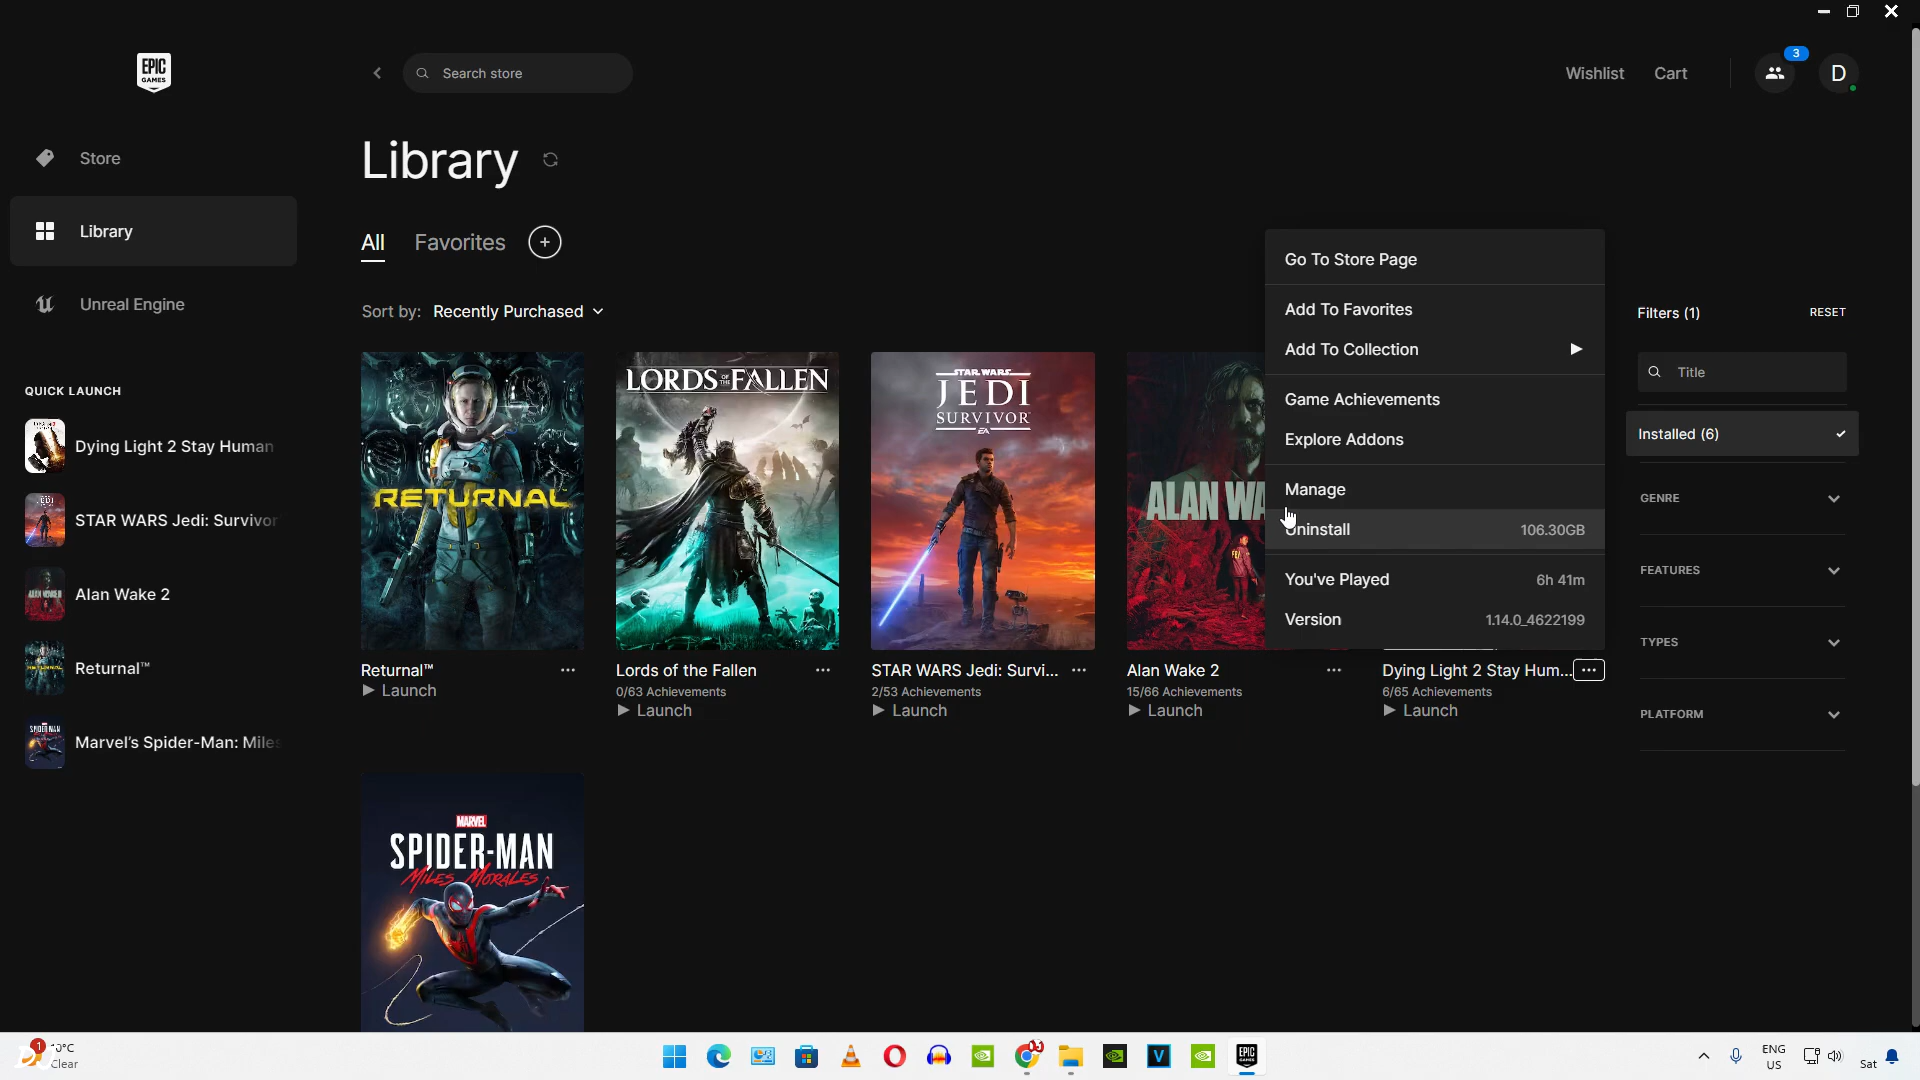 EPIC
GAMES
Search store
Wishlist
Cart
3
D
Store
Library
Unreal Engine
QUICK LAUNCH
Dying Light 2 Stay Human
STAR WARS Jedi: Survivor
Alan Wake 2
Returnal™
Marvel's Spider-Man: Miles
Library
All
Favorites
Sort by: Recently Purchased
RETURNAL
LORDS OF THE FALLEN
STAR WARS
JEDI
SURVIVOR
EA
ALAN WA
Returnal™
Launch
Lords of the Fallen
0/63 Achievements
Launch
STAR WARS Jedi: Survi...
2/53 Achievements
Launch
Alan Wake 2
15/66 Achievements
Launch
Dying Light 2 Stay Hum...
6/65 Achievements
Launch
MARVEL
SPIDER-MAN
MILES MORALES
Go To Store Page
Add To Favorites
Add To Collection
Game Achievements
Explore Addons
Manage
Uninstall 106.30GB
You've Played 6h 41m
Version 1.14.0_4622199
Filters (1) RESET
Title
Installed (6)
GENRE
FEATURES
TYPES
PLATFORM
1
Clear
EPIC
GAMES
V
ENG
US
Sat